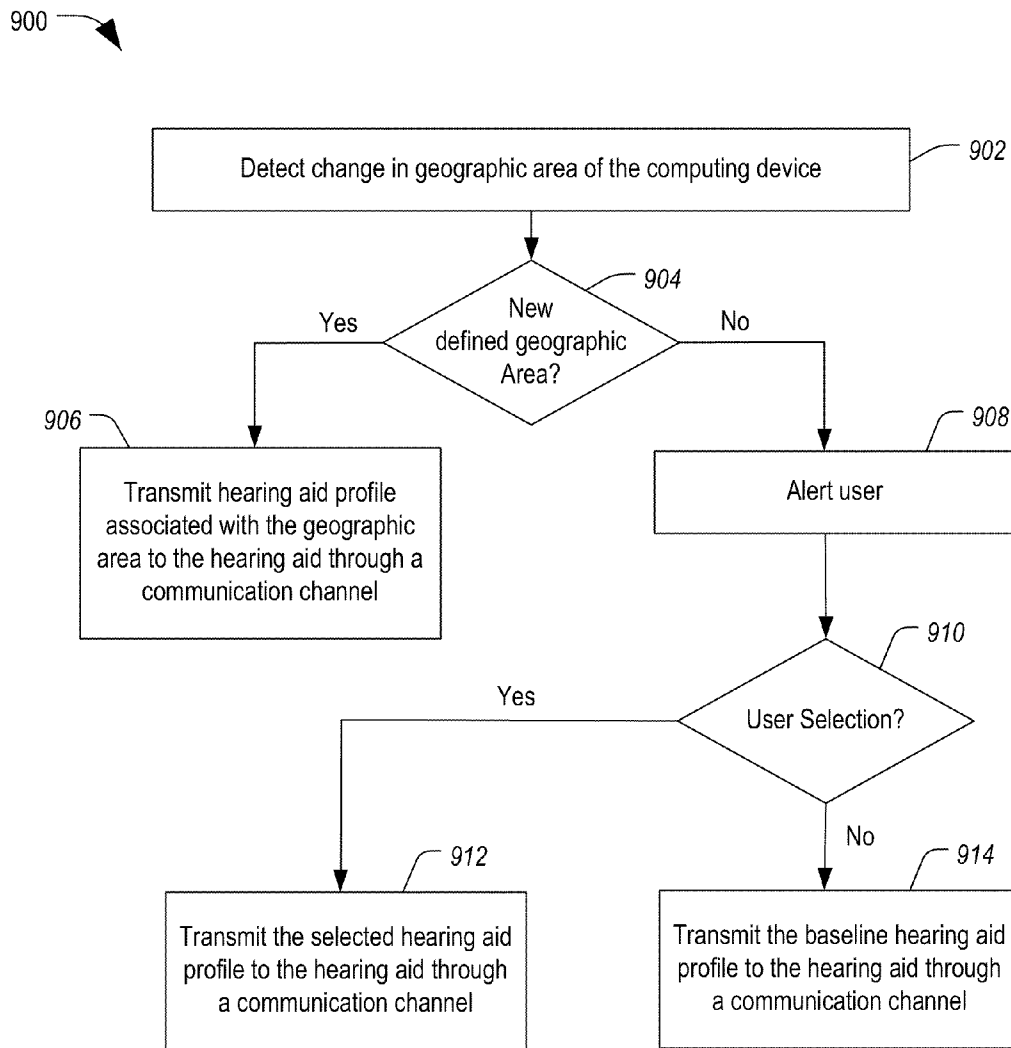 900
Detect change in geographic area of the computing device
902
New
defined geographic
Area?
904
Yes
No
906
Transmit hearing aid profile
associated with the geographic
area to the hearing aid through a
communication channel
908
Alert user
910
User Selection?
Yes
No
912
Transmit the selected hearing aid
profile to the hearing aid through
a communication channel
914
Transmit the baseline hearing aid
profile to the hearing aid through
a communication channel